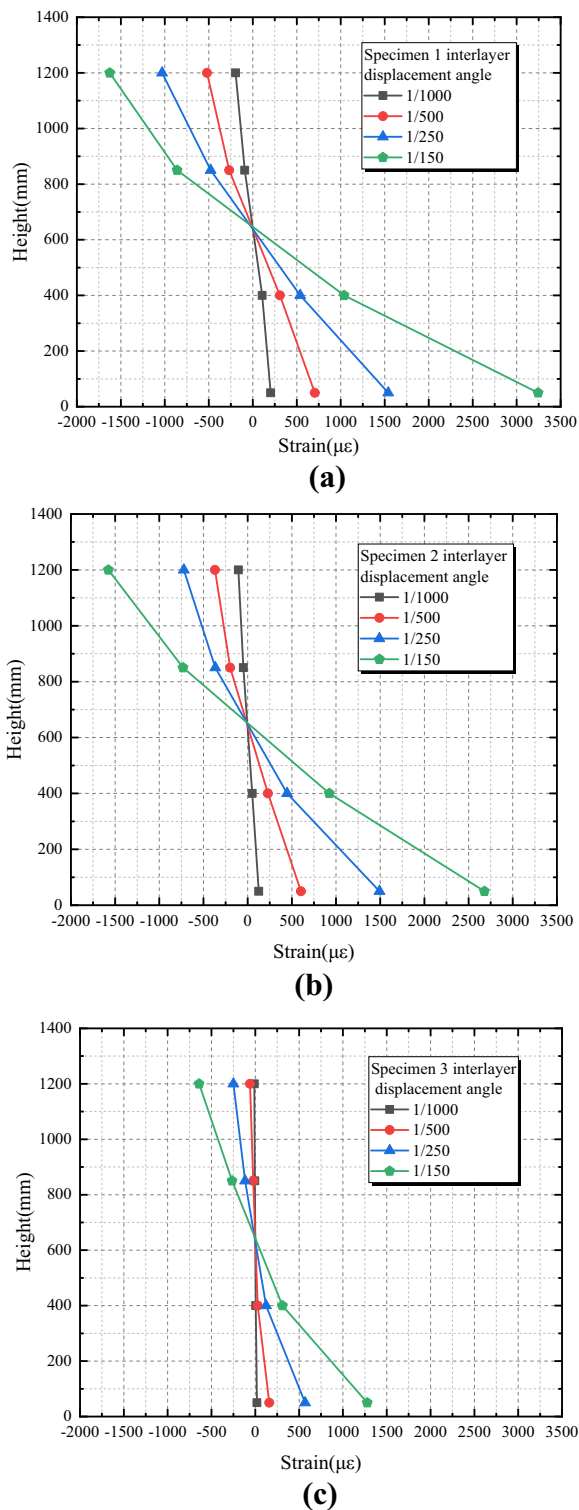 1400
1200
1000
800
600
400
200
0
Height(mm)
Specimen 1 interlayer
displacement angle
1/1000
1/500
1/250
1/150
-2000 -1500 -1000 -500 0 500 1000 1500 2000 2500 3000 3500
Strain(με)
(a)
1400
1200
1000
800
600
400
200
0
Height(mm)
Specimen 2 interlayer
displacement angle
1/1000
1/500
1/250
1/150
-2000 -1500 -1000 -500 0 500 1000 1500 2000 2500 3000 3500
Strain(με)
(b)
1400
1200
1000
800
600
400
200
0
Height(mm)
Specimen 3 interlayer
displacement angle
1/1000
1/500
1/250
1/150
-2000 -1500 -1000 -500 0 500 1000 1500 2000 2500 3000 3500
Strain(με)
(c)